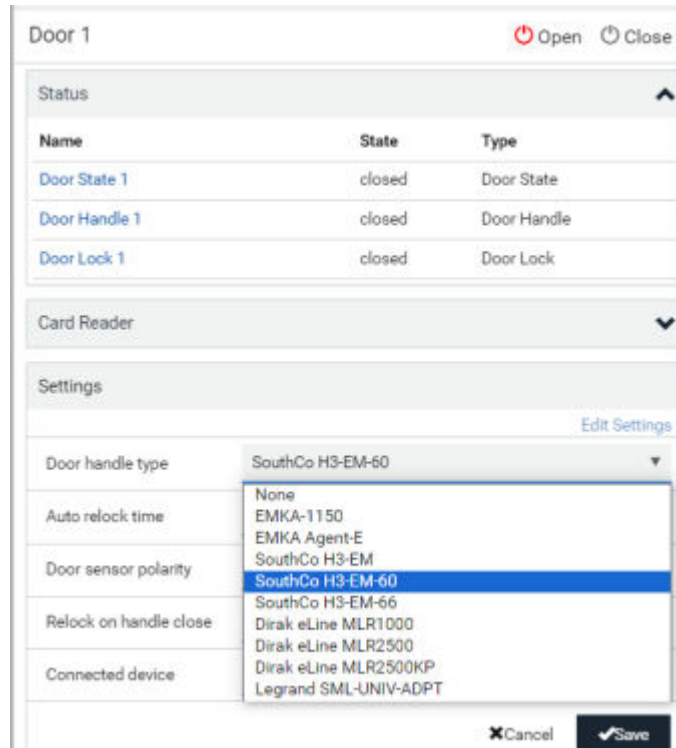 Door 1 Open Close
Status
Name State Type
Door State 1 closed Door State
Door Handle 1 closed Door Handle
Door Lock 1 closed Door Lock
Card Reader
Settings
Edit Settings
Door handle type SouthCo H3-EM-60
None
Auto relock time EMKA-1150
EMKA Agent-E
SouthCo H3-EM
Door sensor polarity SouthCo H3-EM-60
SouthCo H3-EM-66
Relock on handle close Dirak eLine MLR1000
Dirak eLine MLR2500
Connected device Dirak eLine MLR2500KP
Legrand SML-UNIV-ADPT
Cancel Save